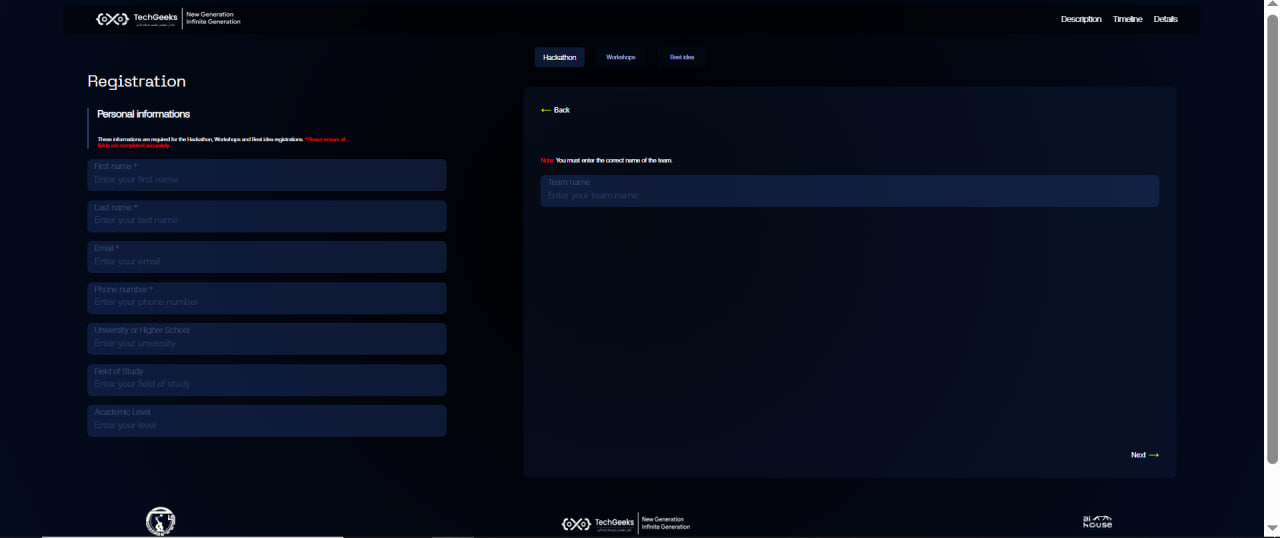 TechGeeks
New Generation
Infinite Generation
Description Timeline Details
Hackathon Workshops Best idea
Registration
Personal informations
These informations are required for the Hackathon, Workshops and Best idea registrations. *Please ensure all
fields are completed accurately.
First name *
Enter your first name
Last name *
Enter your last name
Email *
Enter your email
Phone number *
Enter your phone number
University or Higher School
Enter your university
Field of Study
Enter your field of study
Academic Level
Enter your level
← Back
Note: You must enter the correct name of the team.
Team name
Enter your team name
Next →
TechGeeks
New Generation
Infinite Generation
ai
house